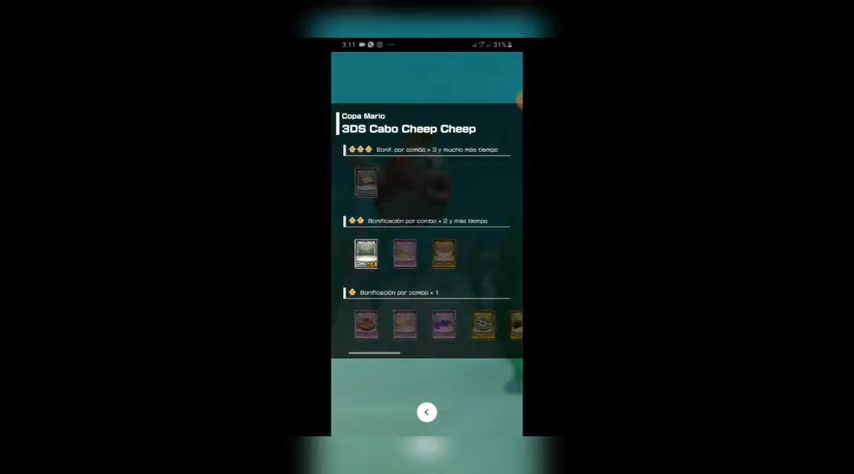 3:11
31%
Copa Mario
3DS Cabo Cheep Cheep
Bonif. por combo x 3 y mucho más tiempo
Bonificación por combo x 2 y más tiempo
Bonificación por combo x 1